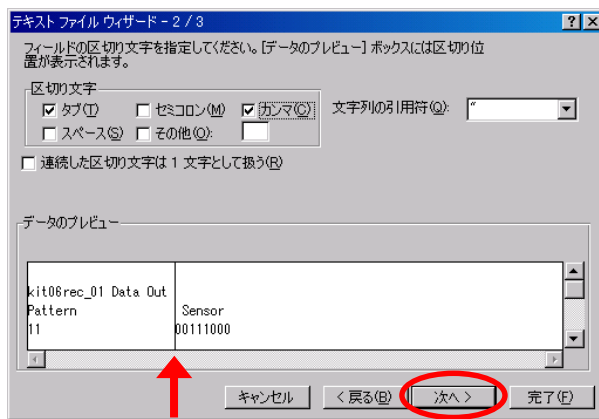 テキスト ファイル ウィザード - 2 / 3
フィールドの区切り文字を指定してください。[データのプレビュー] ボックスには区切り位
置が表示されます。
区切り文字
タブ(T) セミコロン(M) カンマ(C) 文字列の引用符(Q): "
スペース(S) その他(O):
連続した区切り文字は 1 文字として扱う(R)
データのプレビュー
kit06rec_01 Data Out
Pattern Sensor
11 00111000
キャンセル < 戻る(B) 次へ > 完了(F)